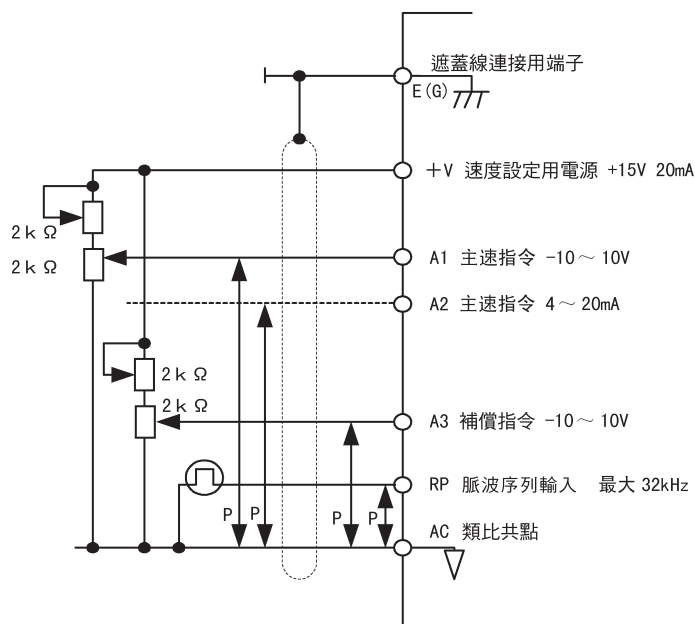 遮蓋線連接用端子
E(G)
+V 速度設定用電源 +15V 20mA
2kΩ
2kΩ
A1 主速指令 -10~10V
A2 主速指令 4~20mA
2kΩ
2kΩ
A3 補償指令 -10~10V
RP 脈波序列輸入 最大 32kHz
P P P P
AC 類比共點